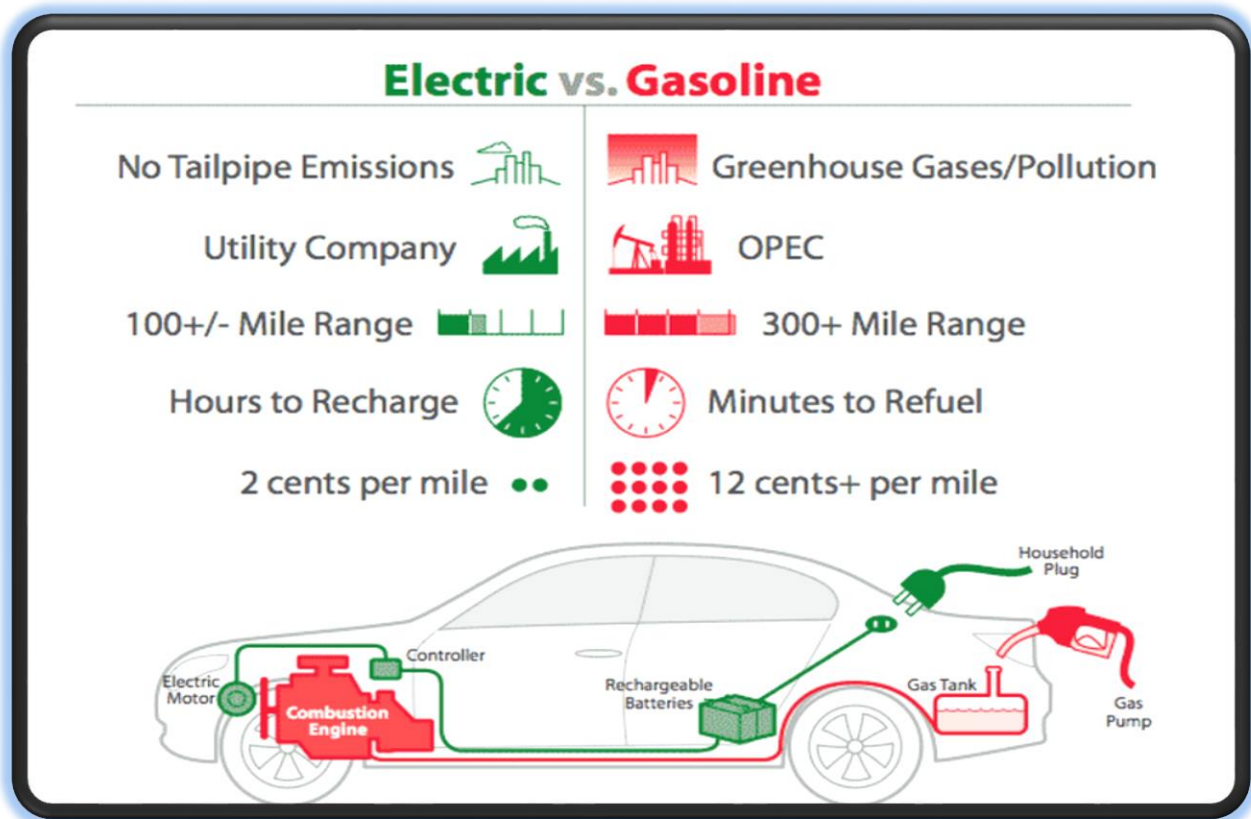 Electric vs. Gasoline
No Tailpipe Emissions
Greenhouse Gases/Pollution
Utility Company
OPEC
100+/- Mile Range
300+ Mile Range
Hours to Recharge
Minutes to Refuel
2 cents per mile
12 cents+ per mile
Household
Plug
Controller
Electric
Motor
Combustion
Engine
Rechargeable
Batteries
Gas Tank
Gas
Pump